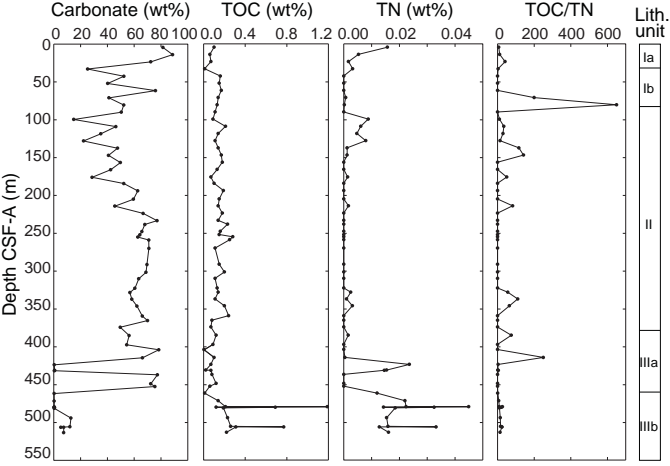 Carbonate (wt%) TOC (wt%) TN (wt%) TOC/TN Lith. unit
0 20 40 60 80 100 0.0 0.4 0.8 1.2 0.00 0.02 0.04 0 200 400 600
Depth CSF-A (m)
0
50
100
150
200
250
300
350
400
450
500
550
Ia
Ib
II
IIIa
IIIb